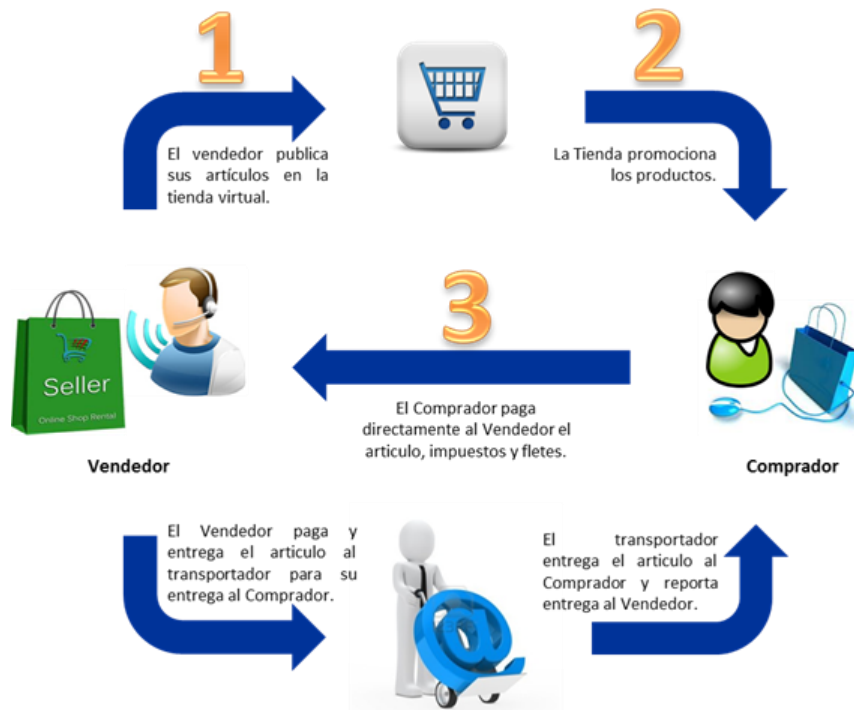 1
2
El vendedor publica
sus artículos en la
tienda virtual.
La Tienda promociona
los productos.
3
Seller
Online Shop Rental
El Comprador paga
directamente al Vendedor el
articulo, impuestos y fletes.
Vendedor
Comprador
El Vendedor paga y
entrega el articulo al
transportador para su
entrega al Comprador.
El transportador
entrega el articulo al
Comprador y reporta
entrega al Vendedor.
@